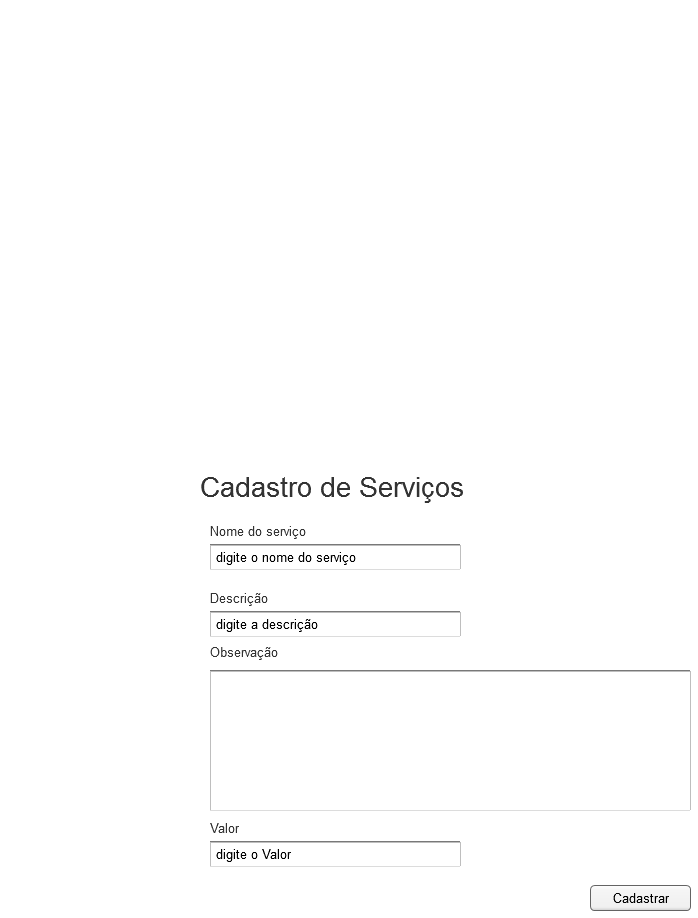 Cadastro de Serviços
Nome do serviço
digite o nome do serviço
Descrição
digite a descrição
Observação
Valor
digite o Valor
Cadastrar